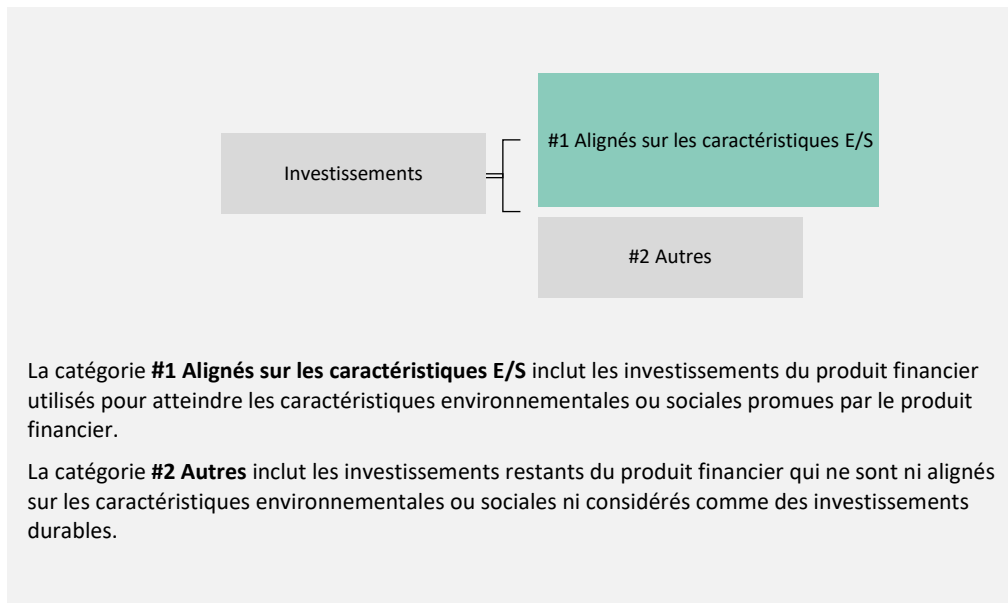 #1 Alignés sur les caractéristiques E/S
Investissements
#2 Autres
La catégorie #1 Alignés sur les caractéristiques E/S inclut les investissements du produit financier
utilisés pour atteindre les caractéristiques environnementales ou sociales promues par le produit
financier.
La catégorie #2 Autres inclut les investissements restants du produit financier qui ne sont ni alignés
sur les caractéristiques environnementales ou sociales ni considérés comme des investissements
durables.